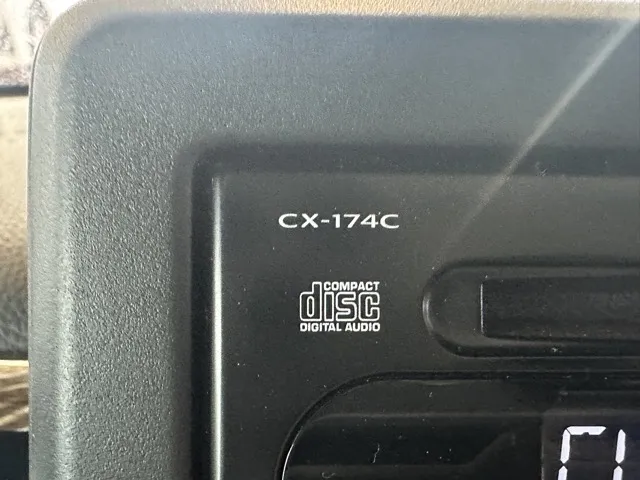 CX-174C
COMPACT
disc
DIGITAL AUDIO